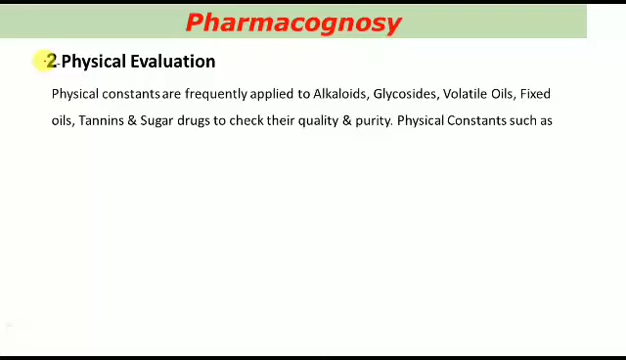 Pharmacognosy
2.Physical Evaluation
Physical constants are frequently applied to Alkaloids, Glycosides, Volatile Oils, Fixed
oils, Tannins & Sugar drugs to check their quality & purity. Physical Constants such as